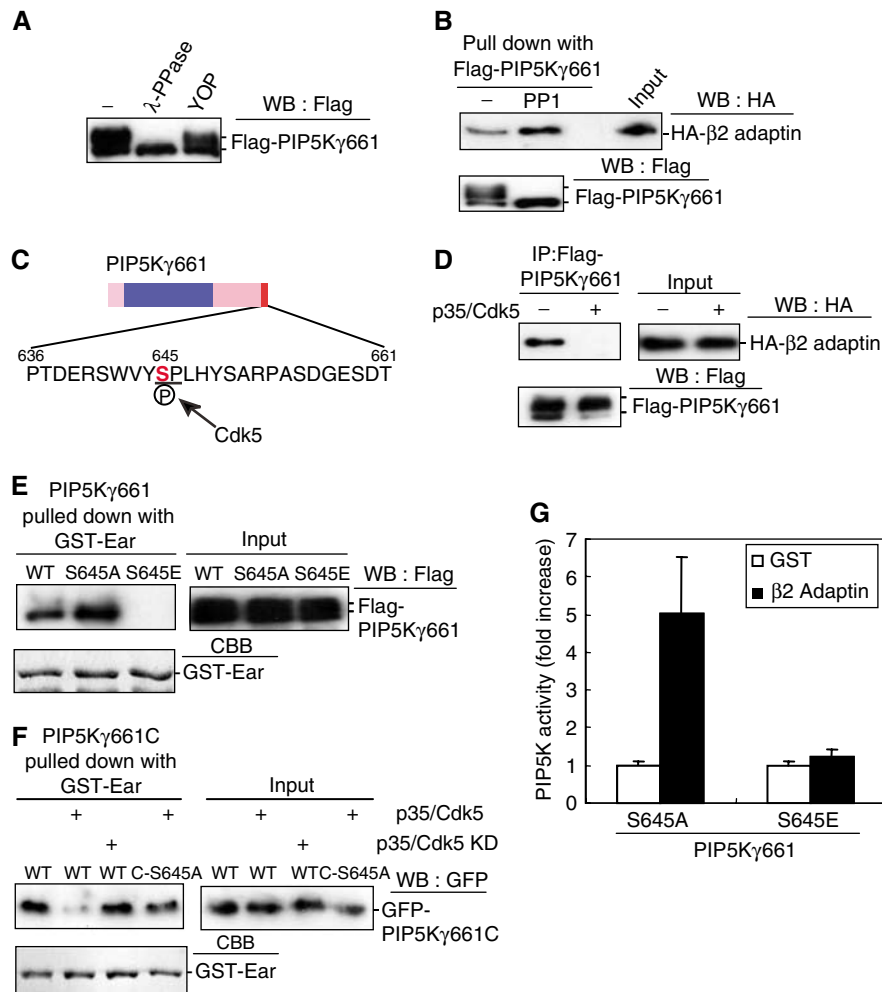 A
– λ-PPase YOP
WB : Flag
Flag-PIP5Kγ661
B
Pull down with
Flag-PIP5Kγ661
– PP1 Input
WB : HA
HA-β2 adaptin
WB : Flag
Flag-PIP5Kγ661
C
PIP5Kγ661
636 645 661
PTDERSWVYSPLHYSARPASDGESDT
P
Cdk5
D
IP:Flag-
PIP5Kγ661
Input
p35/Cdk5 – + – +
WB : HA
HA-β2 adaptin
WB : Flag
Flag-PIP5Kγ661
E
PIP5Kγ661
pulled down with
GST-Ear
Input
WT S645A S645E WT S645A S645E
WB : Flag
Flag-
PIP5Kγ661
CBB
GST-Ear
F
PIP5Kγ661C
pulled down with
GST-Ear
Input
+ + + + p35/Cdk5
+ + p35/Cdk5 KD
WT WT WT C-S645A WT WT WT C-S645A
WB : GFP
GFP-
PIP5Kγ661C
CBB
GST-Ear
G
PIP5K activity (fold increase)
7
6
5
4
3
2
1
0
GST
β2 Adaptin
S645A S645E
PIP5Kγ661